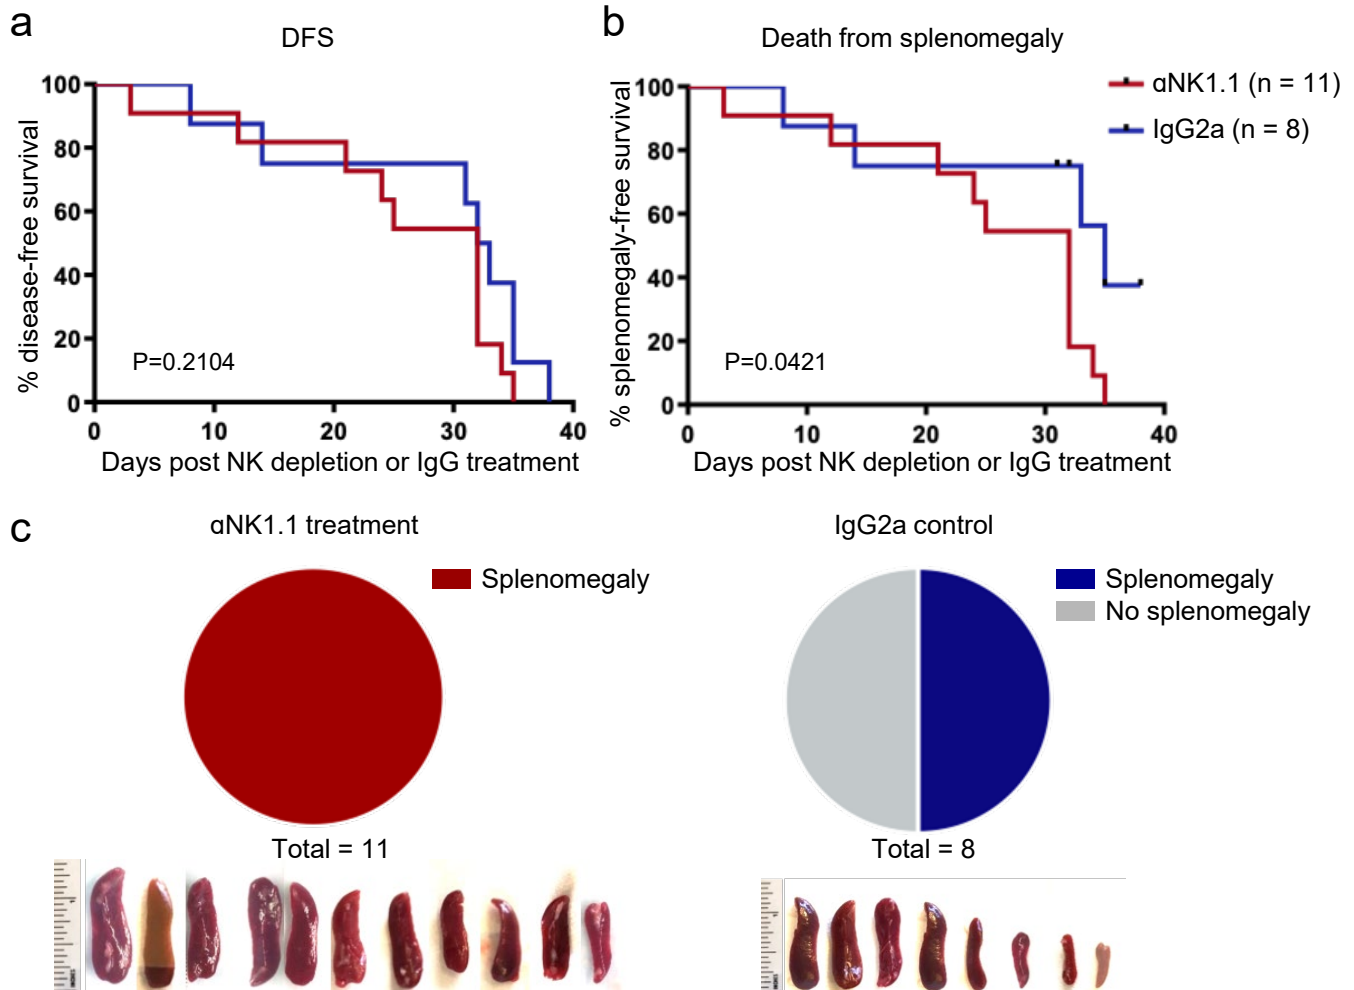 a
DFS
% disease-free survival
100
80
60
40
20
0
P=0.2104
0 10 20 30 40
Days post NK depletion or IgG treatment
b
Death from splenomegaly
% splenomegaly-free survival
100
80
60
40
20
0
P=0.0421
0 10 20 30 40
Days post NK depletion or IgG treatment
αNK1.1 (n = 11)
IgG2a (n = 8)
c
αNK1.1 treatment
Splenomegaly
Total = 11
IgG2a control
Splenomegaly
No splenomegaly
Total = 8